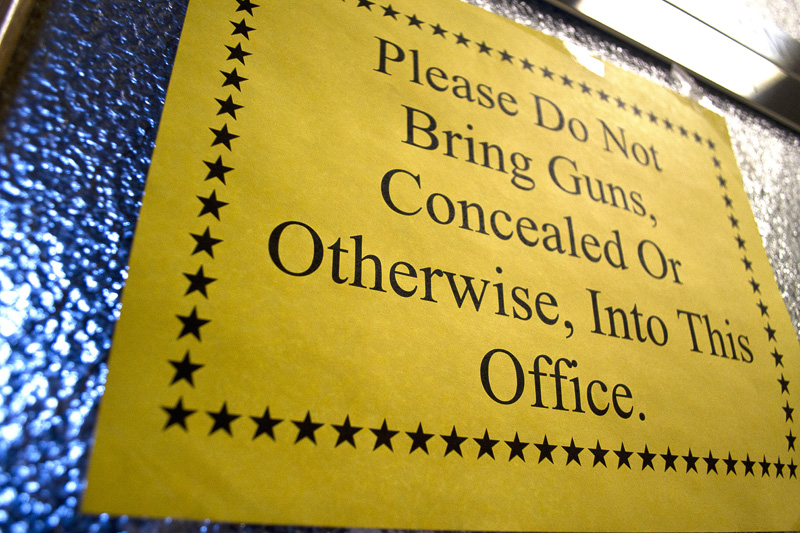 Please Do Not
Bring Guns,
Concealed Or
Otherwise, Into This
Office.